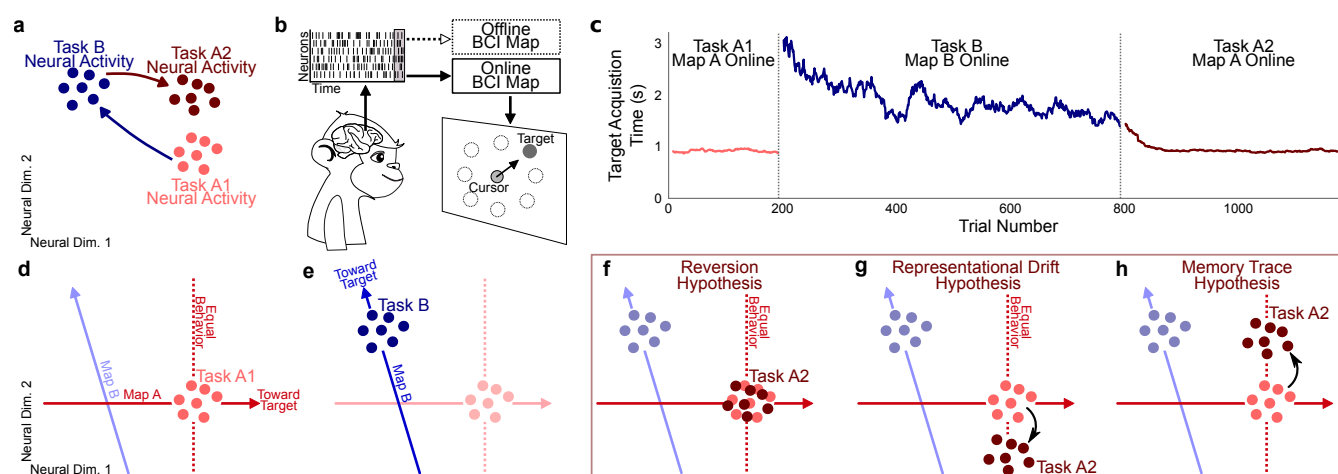 a
Task B
Neural Activity
Task A2
Neural Activity
Task A1
Neural Activity
Neural Dim. 2
Neural Dim. 1
b
Neurons
Time
Offline
BCI Map
Online
BCI Map
Target
Cursor
c
Target Acquistion
Time (s)
3
2
1
0
Task A1
Map A Online
Task B
Map B Online
Task A2
Map A Online
0
200
400
600
800
1000
Trial Number
d
Map B
Equal
Behavior
Task A1
Map A
Toward
Target
Neural Dim. 2
Neural Dim. 1
e
Toward
Target
Task B
Map B
f
Reversion
Hypothesis
Equal
Behavior
Task A2
g
Representational Drift
Hypothesis
Equal
Behavior
Task A2
h
Memory Trace
Hypothesis
Equal
Behavior
Task A2